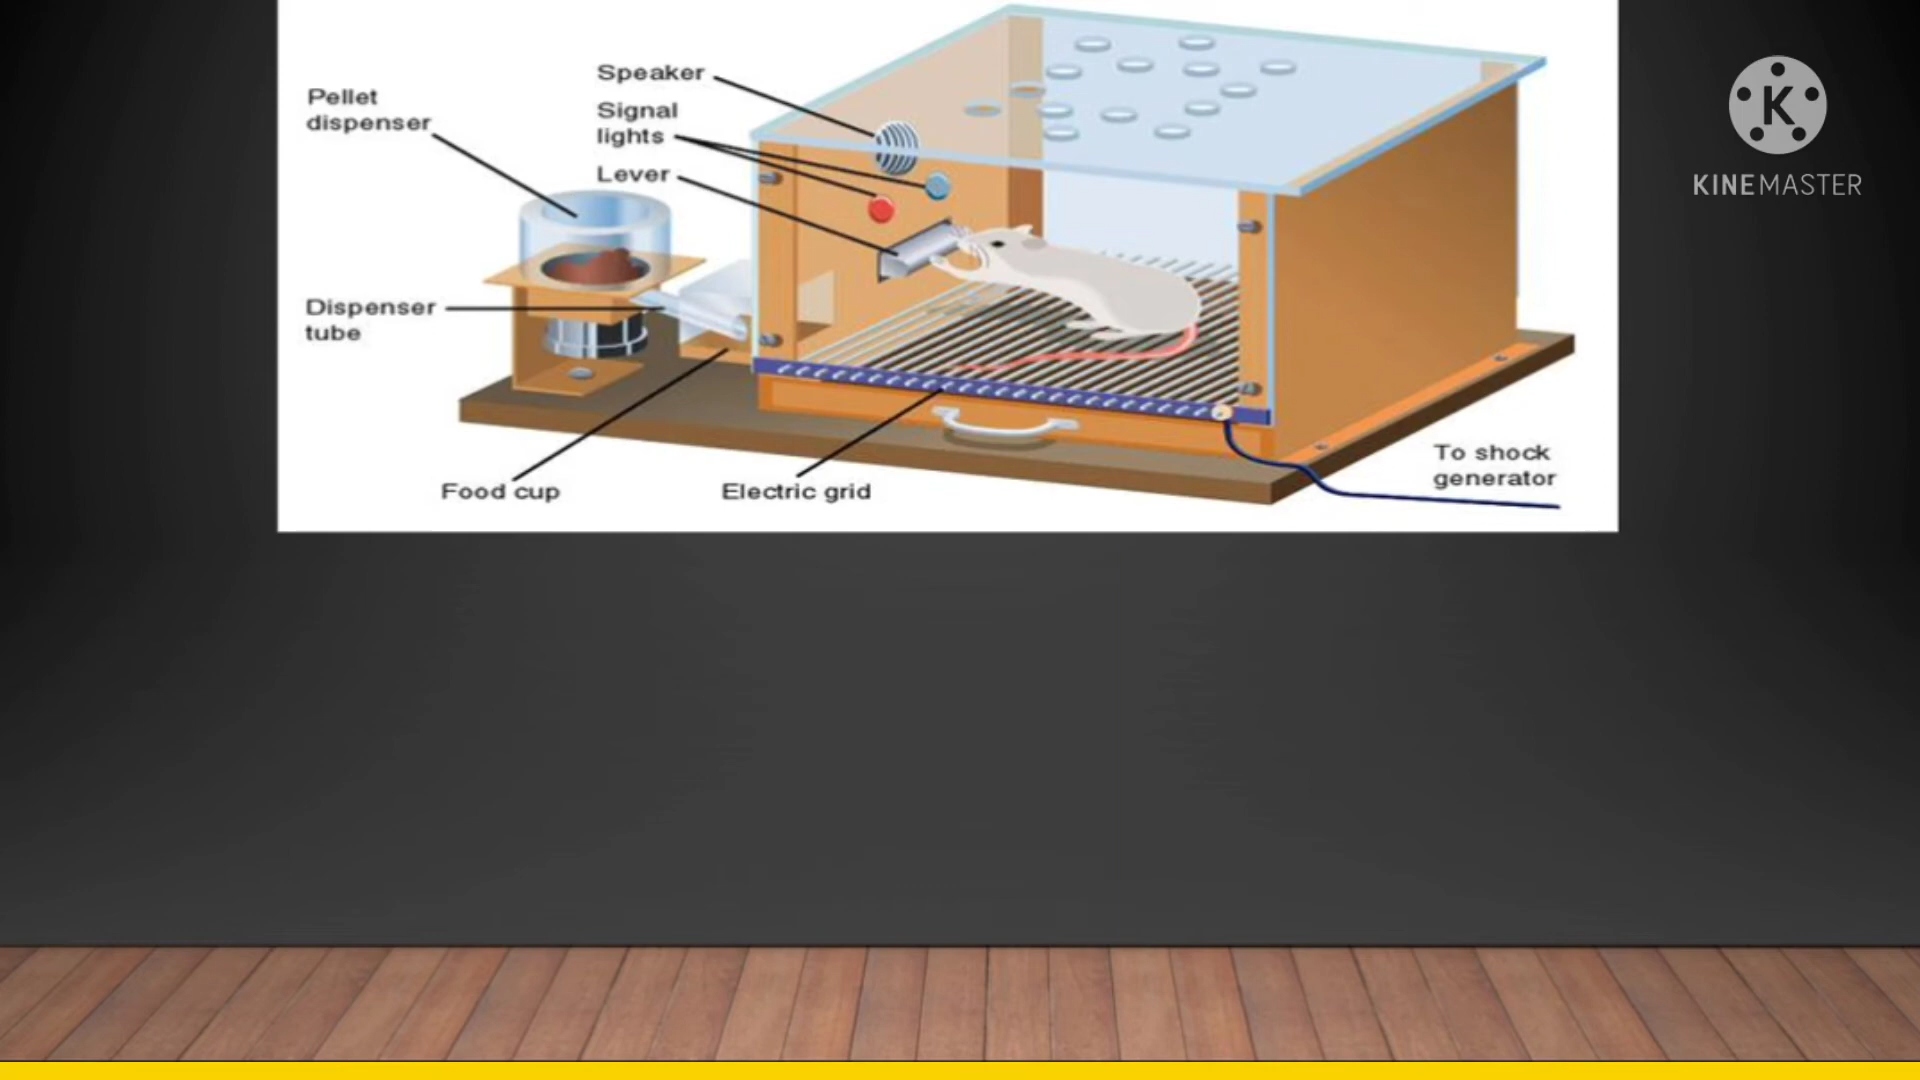 Speaker
Pellet
dispenser
Signal
lights
Lever
Dispenser
tube
Food cup
Electric grid
To shock
generator
K
KINEMASTER